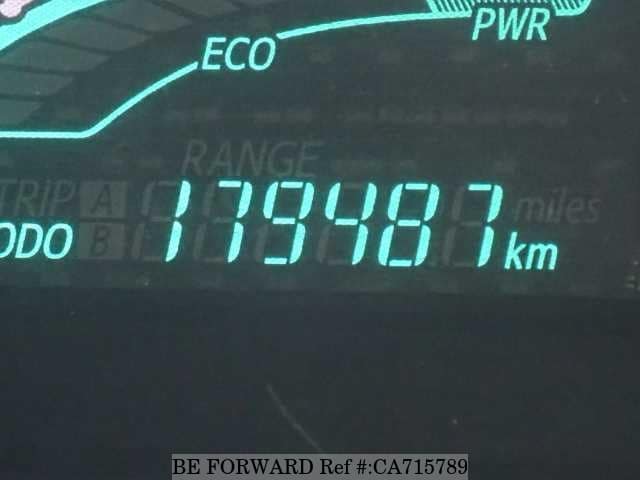 PWR
ECO
RANGE
TRIP A miles
ODO B 179487 km
BE FORWARD Ref #:CA715789